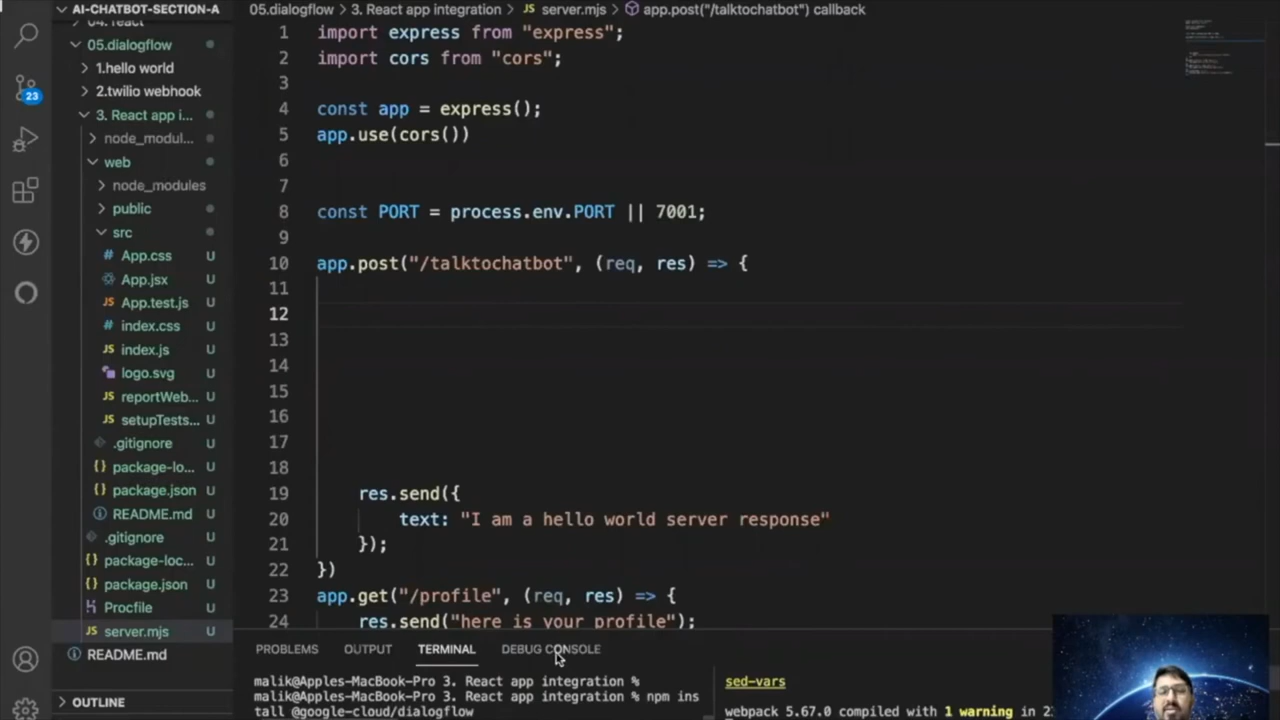 AI-CHATBOT-SECTION-A
04. react
05.dialogflow
1.hello world
2.twilio webhook
3. React app i...
node_modul...
web
node_modules
public
src
App.css U
App.jsx U
App.test.js U
index.css U
index.js U
logo.svg U
reportWeb... U
setupTests... U
.gitignore U
package-lo... U
package.json U
README.md U
.gitignore U
package-loc... U
package.json U
Procfile U
server.mjs U
README.md
OUTLINE
23
05.dialogflow > 3. React app integration > JS server.mjs > app.post("/talktochatbot") callback
1 import express from "express";
2 import cors from "cors";
3
4 const app = express();
5 app.use(cors())
6
7
8 const PORT = process.env.PORT || 7001;
9
10 app.post("/talktochatbot", (req, res) => {
11
12
13
14
15
16
17
18
19 res.send({
20 text: "I am a hello world server response"
21 });
22 })
23 app.get("/profile", (req, res) => {
24 res.send("here is your profile");
PROBLEMS OUTPUT TERMINAL DEBUG CONSOLE
malik@Apples-MacBook-Pro 3. React app integration %
malik@Apples-MacBook-Pro 3. React app integration % npm ins
tall @google-cloud/dialogflow
sed-vars
webpack 5.67.0 compiled with 1 warning in 2